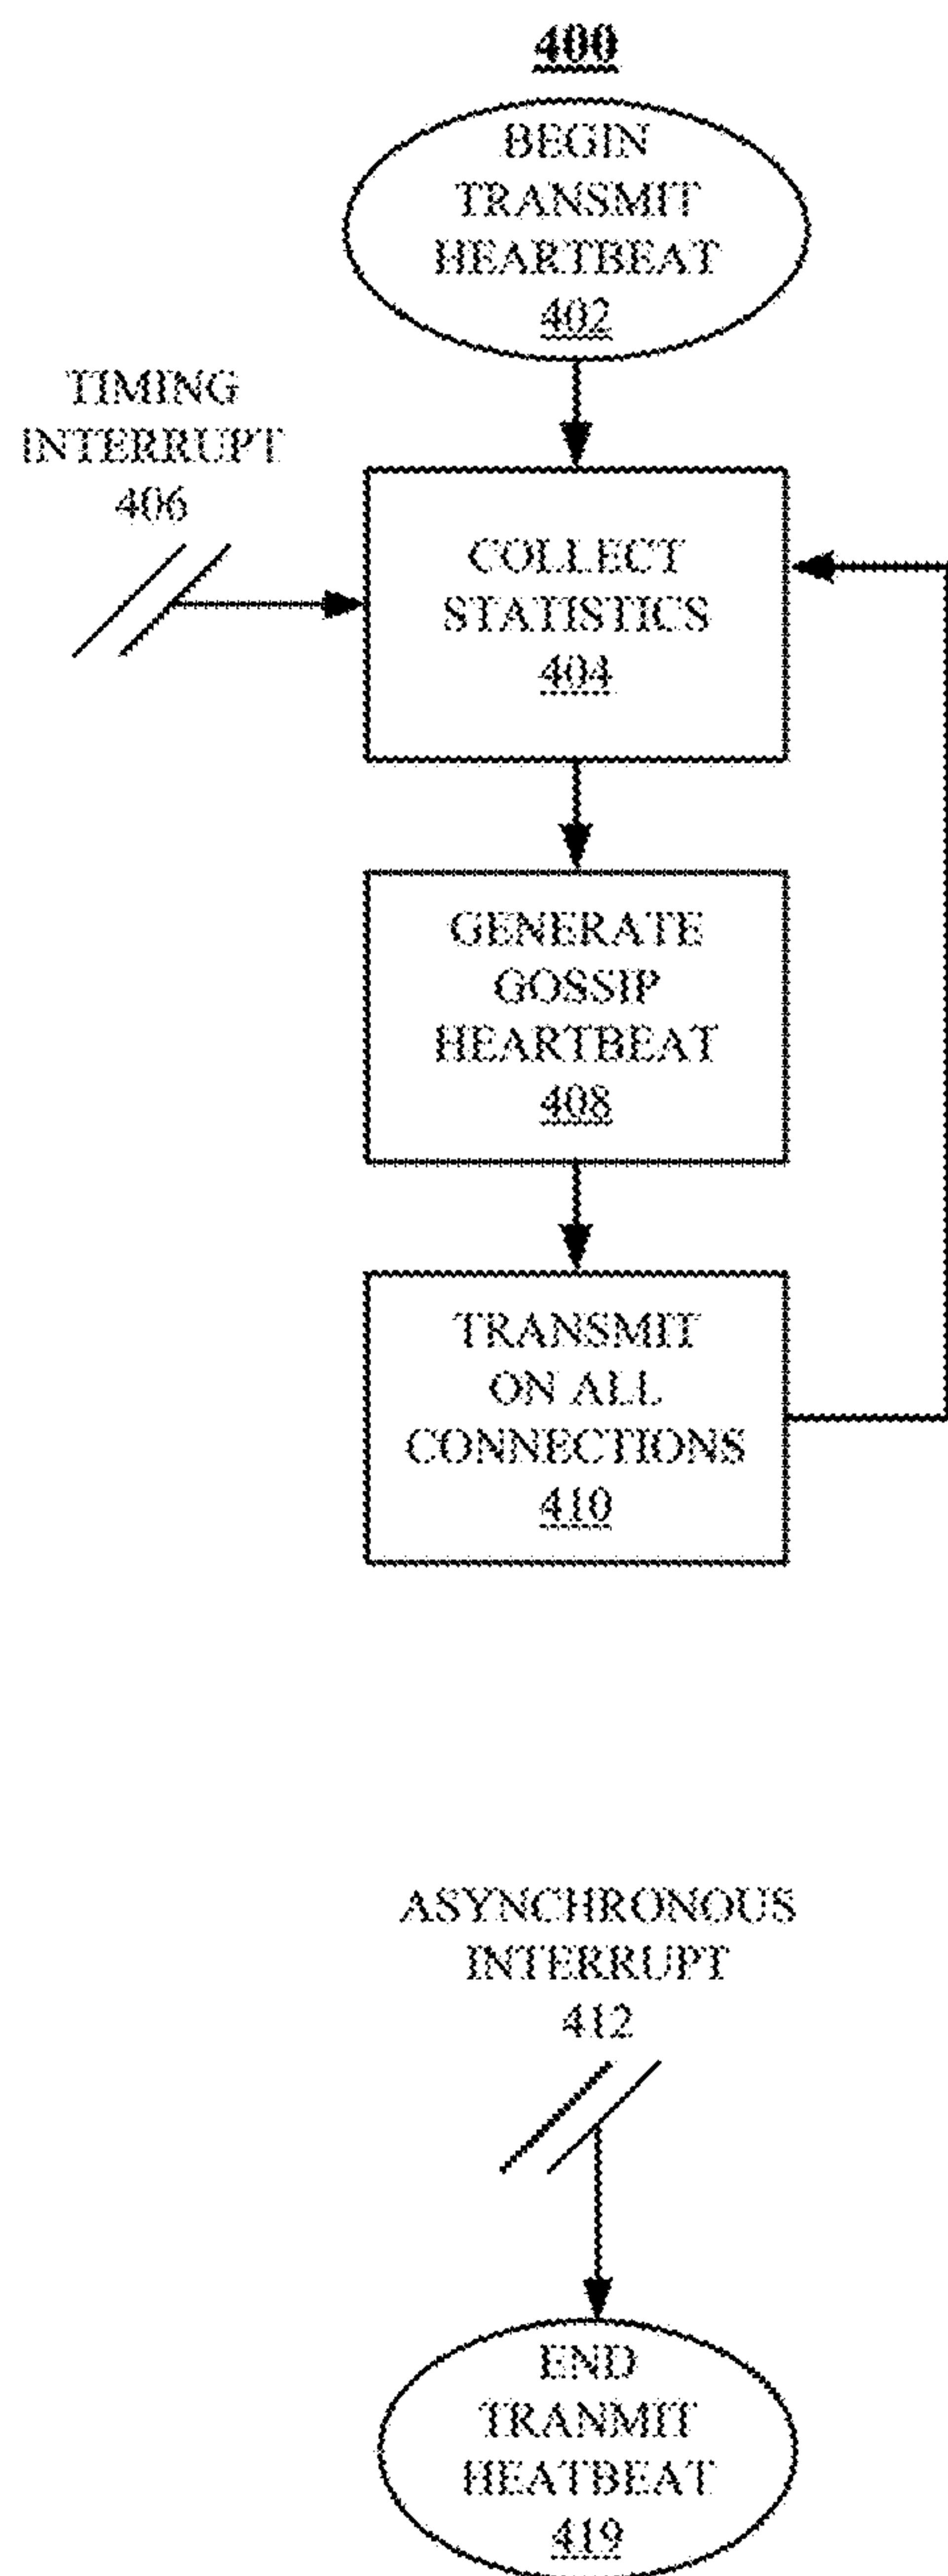 400
BEGIN
TRANSMIT
HEARTBEAT
402
TIMING
INTERRUPT
406
COLLECT
STATISTICS
404
GENERATE
GOSSIP
HEARTBEAT
408
TRANSMIT
ON ALL
CONNECTIONS
410
ASYNCHRONOUS
INTERRUPT
412
END
TRANMIT
HEATBEAT
419